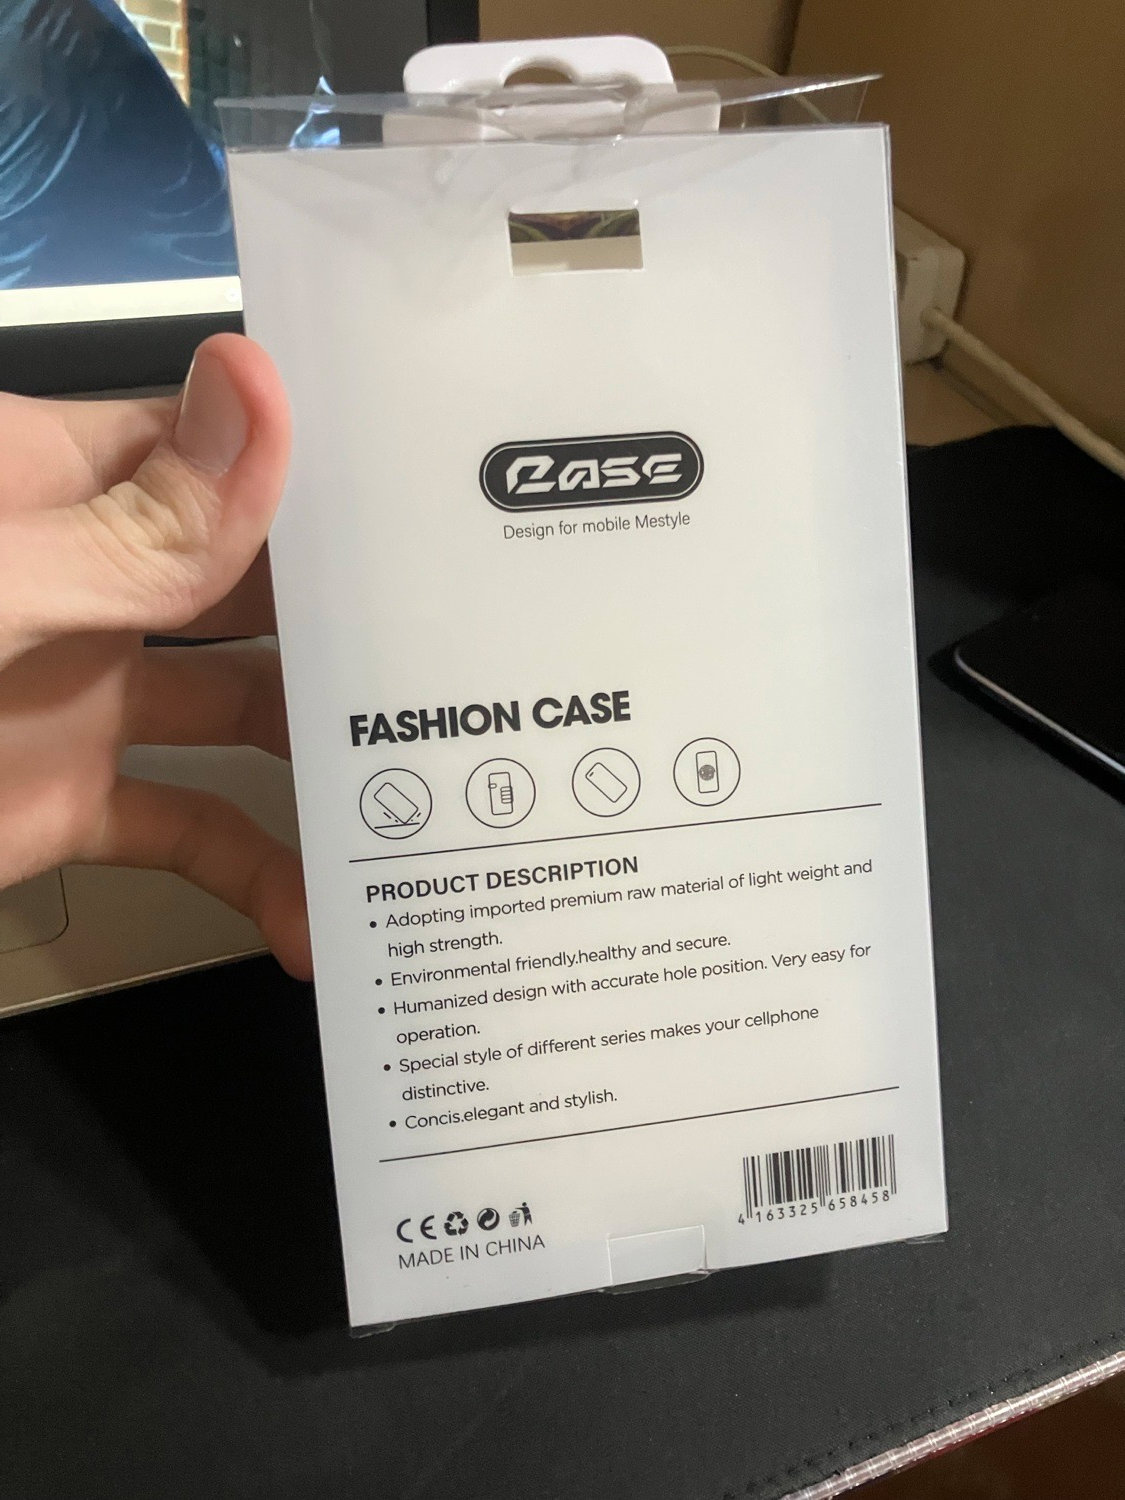 Case
Design for mobile Mestyle
FASHION CASE
PRODUCT DESCRIPTION
• Adopting imported premium raw material of light weight and
high strength.
• Environmental friendly.healthy and secure.
• Humanized design with accurate hole position. Very easy for
operation.
• Special style of different series makes your cellphone
distinctive.
• Concis.elegant and stylish.
CE
MADE IN CHINA
4 163325 658458